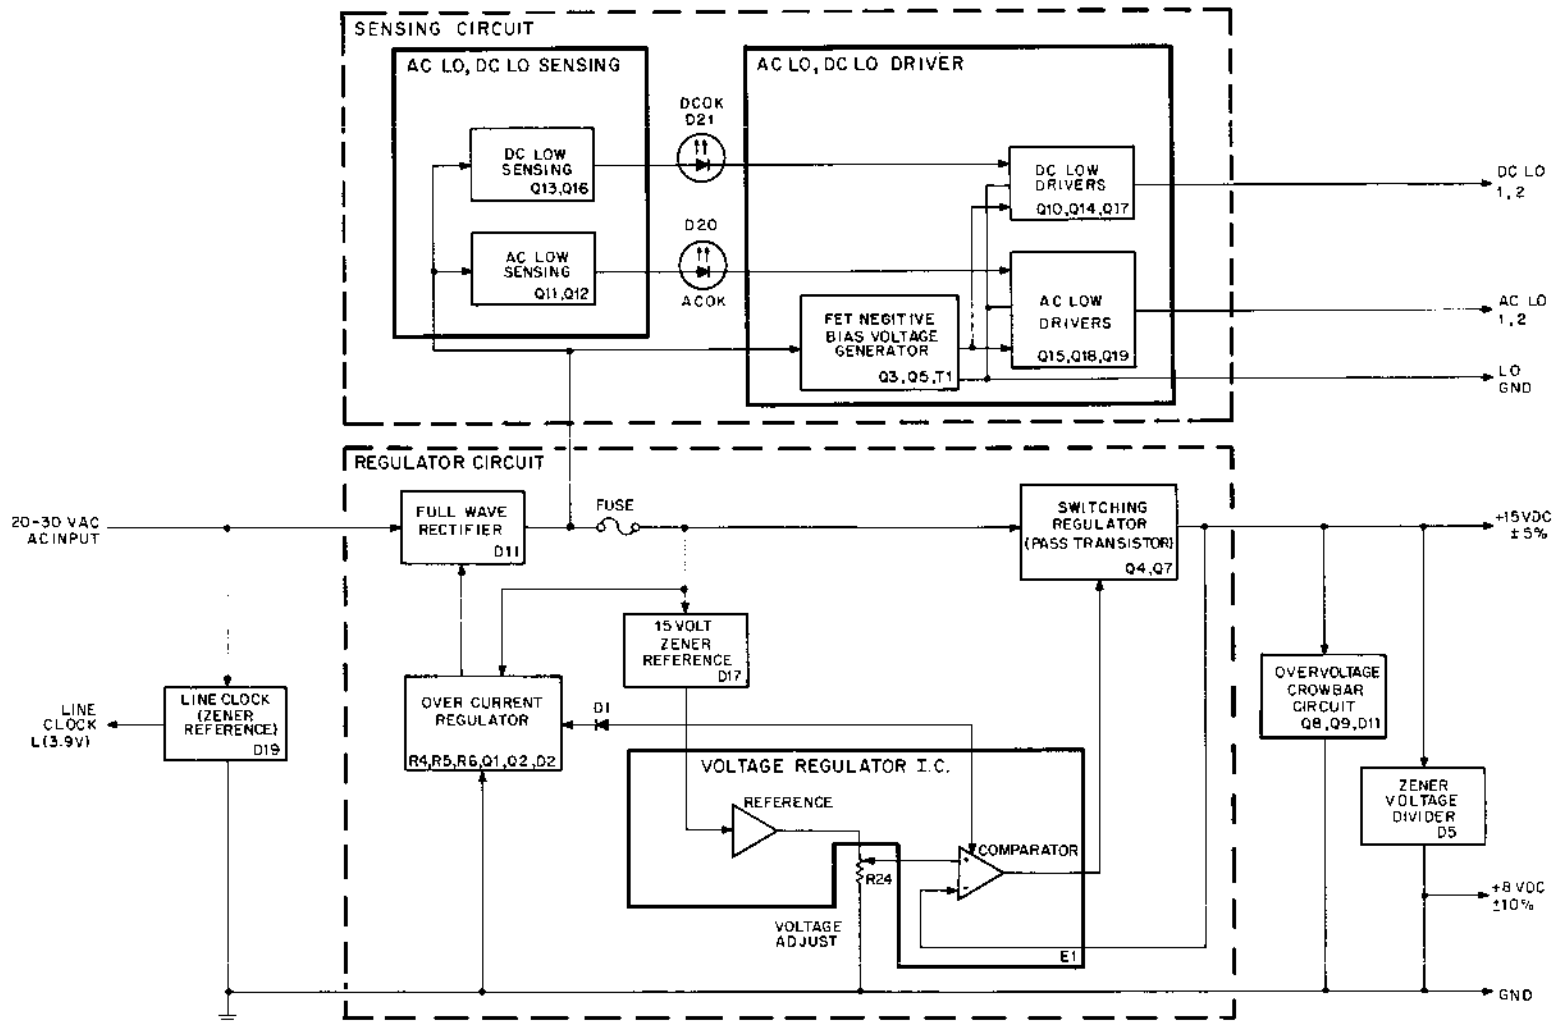 SENSING CIRCUIT
AC LO, DC LO SENSING
AC LO, DC LO DRIVER
DCOK
D21
DC LOW
SENSING
Q13,Q16
DC LOW
DRIVERS
Q10,Q14,Q17
DC LO
1,2
D20
AC LOW
SENSING
Q11,Q12
ACOK
AC LOW
DRIVERS
Q15,Q18,Q19
AC LO
1,2
FET NEGITIVE
BIAS VOLTAGE
GENERATOR
Q3,Q5,T1
LO
GND
REGULATOR CIRCUIT
20-30 VAC
AC INPUT
FULL WAVE
RECTIFIER
D11
FUSE
SWITCHING
REGULATOR
(PASS TRANSISTOR)
Q4,Q7
+15VDC
±5%
15 VOLT
ZENER
REFERENCE
D17
LINE
CLOCK
L(3.9V)
LINE CLOCK
(ZENER
REFERENCE)
D19
OVER CURRENT
REGULATOR
R4,R5,R6,Q1,Q2,D2
D1
OVERVOLTAGE
CROWBAR
CIRCUIT
Q8,Q9,D11
VOLTAGE REGULATOR I.C.
REFERENCE
COMPARATOR
+
-
R24
VOLTAGE
ADJUST
E1
ZENER
VOLTAGE
DIVIDER
D5
+8 VDC
±10%
GND